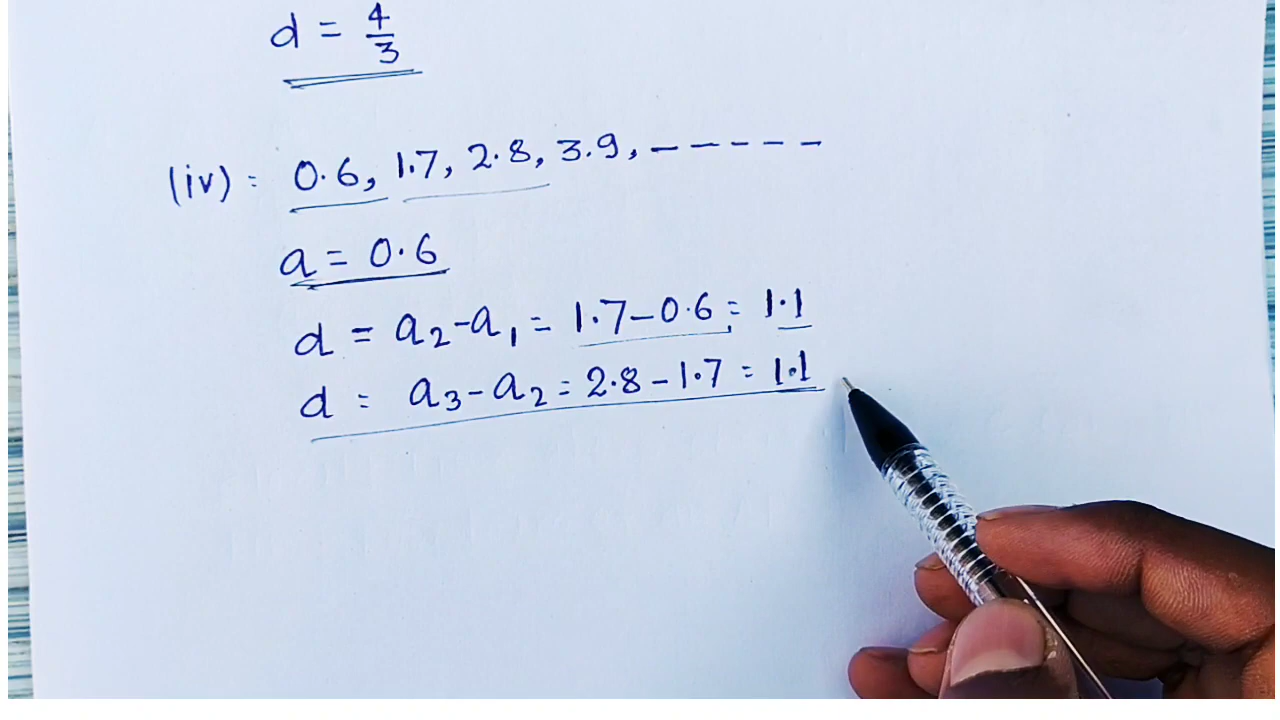 d = 4/3
(iv): 0.6, 1.7, 2.8, 3.9, -----
a = 0.6
d = a₂-a₁ = 1.7-0.6 = 1.1
d = a₃-a₂ = 2.8-1.7 = 1.1